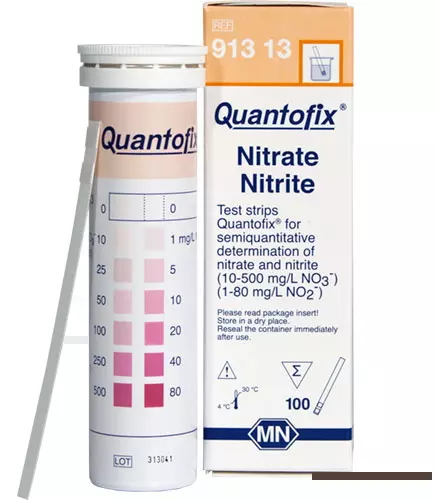 Quantofix
0 0
10 1 mg/L
25 5
50 10
100 20
250 40
500 80
LOT 313041
REF
913 13
Quantofix®
Nitrate
Nitrite
Test strips
Quantofix® for
semiquantitative
determination of
nitrate and nitrite
(10-500 mg/L NO₃⁻)
(1-80 mg/L NO₂⁻)
Please read package insert!
Store in a dry place.
Reseal the container immediately
after use.
Σ
30 °C
4 °C
100
MN